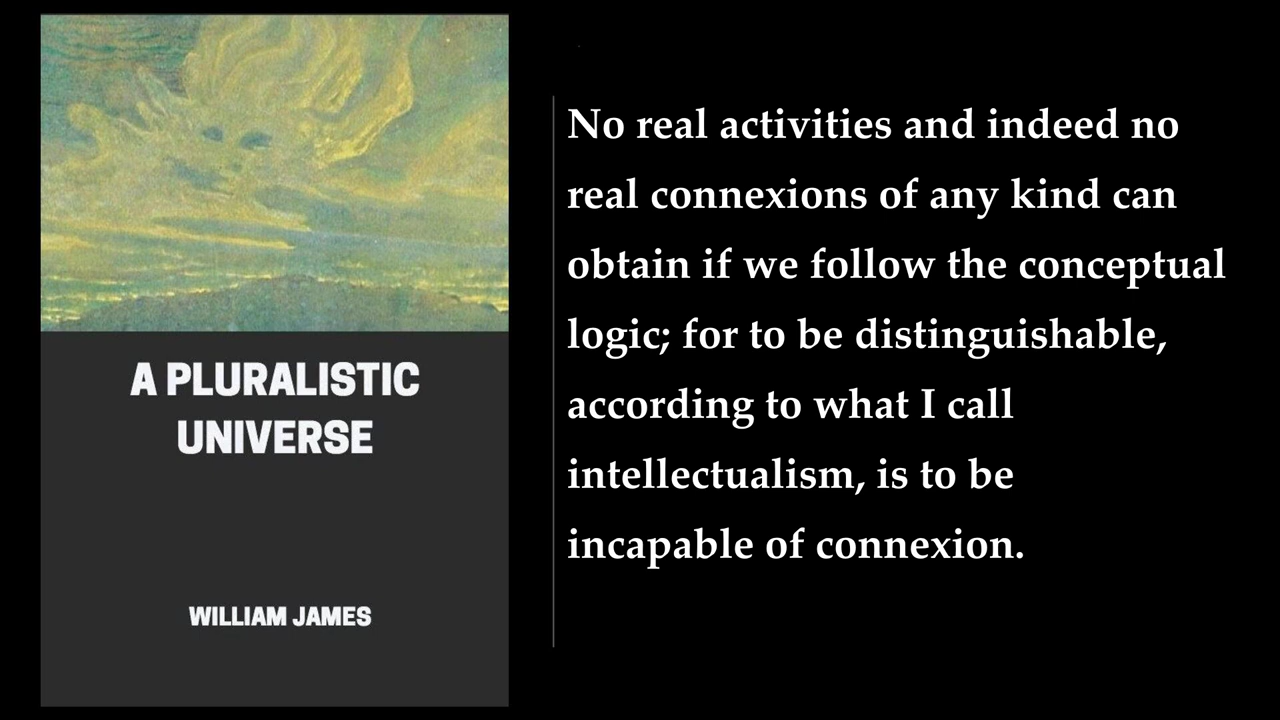 A PLURALISTIC
UNIVERSE
WILLIAM JAMES
No real activities and indeed no
real connexions of any kind can
obtain if we follow the conceptual
logic; for to be distinguishable,
according to what I call
intellectualism, is to be
incapable of connexion.